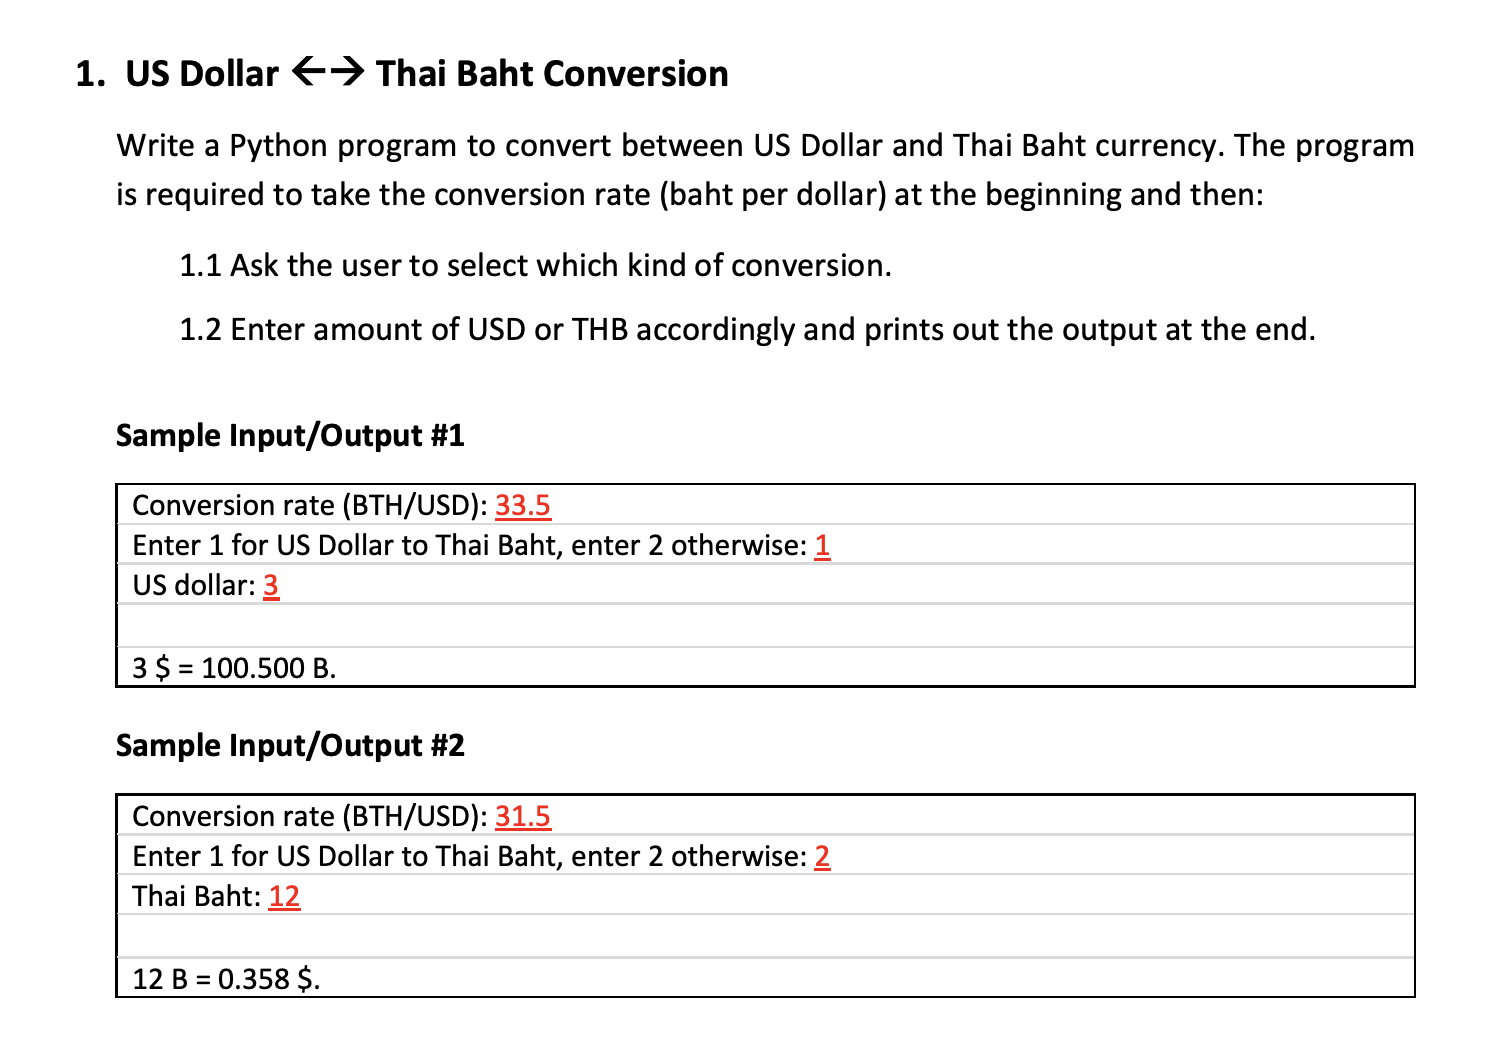 1. US Dollar ←→ Thai Baht Conversion
Write a Python program to convert between US Dollar and Thai Baht currency. The program
is required to take the conversion rate (baht per dollar) at the beginning and then:
1.1 Ask the user to select which kind of conversion.
1.2 Enter amount of USD or THB accordingly and prints out the output at the end.
Sample Input/Output #1
Conversion rate (BTH/USD): 33.5
Enter 1 for US Dollar to Thai Baht, enter 2 otherwise: 1
US dollar: 3
3 $ = 100.500 B.
Sample Input/Output #2
Conversion rate (BTH/USD): 31.5
Enter 1 for US Dollar to Thai Baht, enter 2 otherwise: 2
Thai Baht: 12
12 B = 0.358 $.